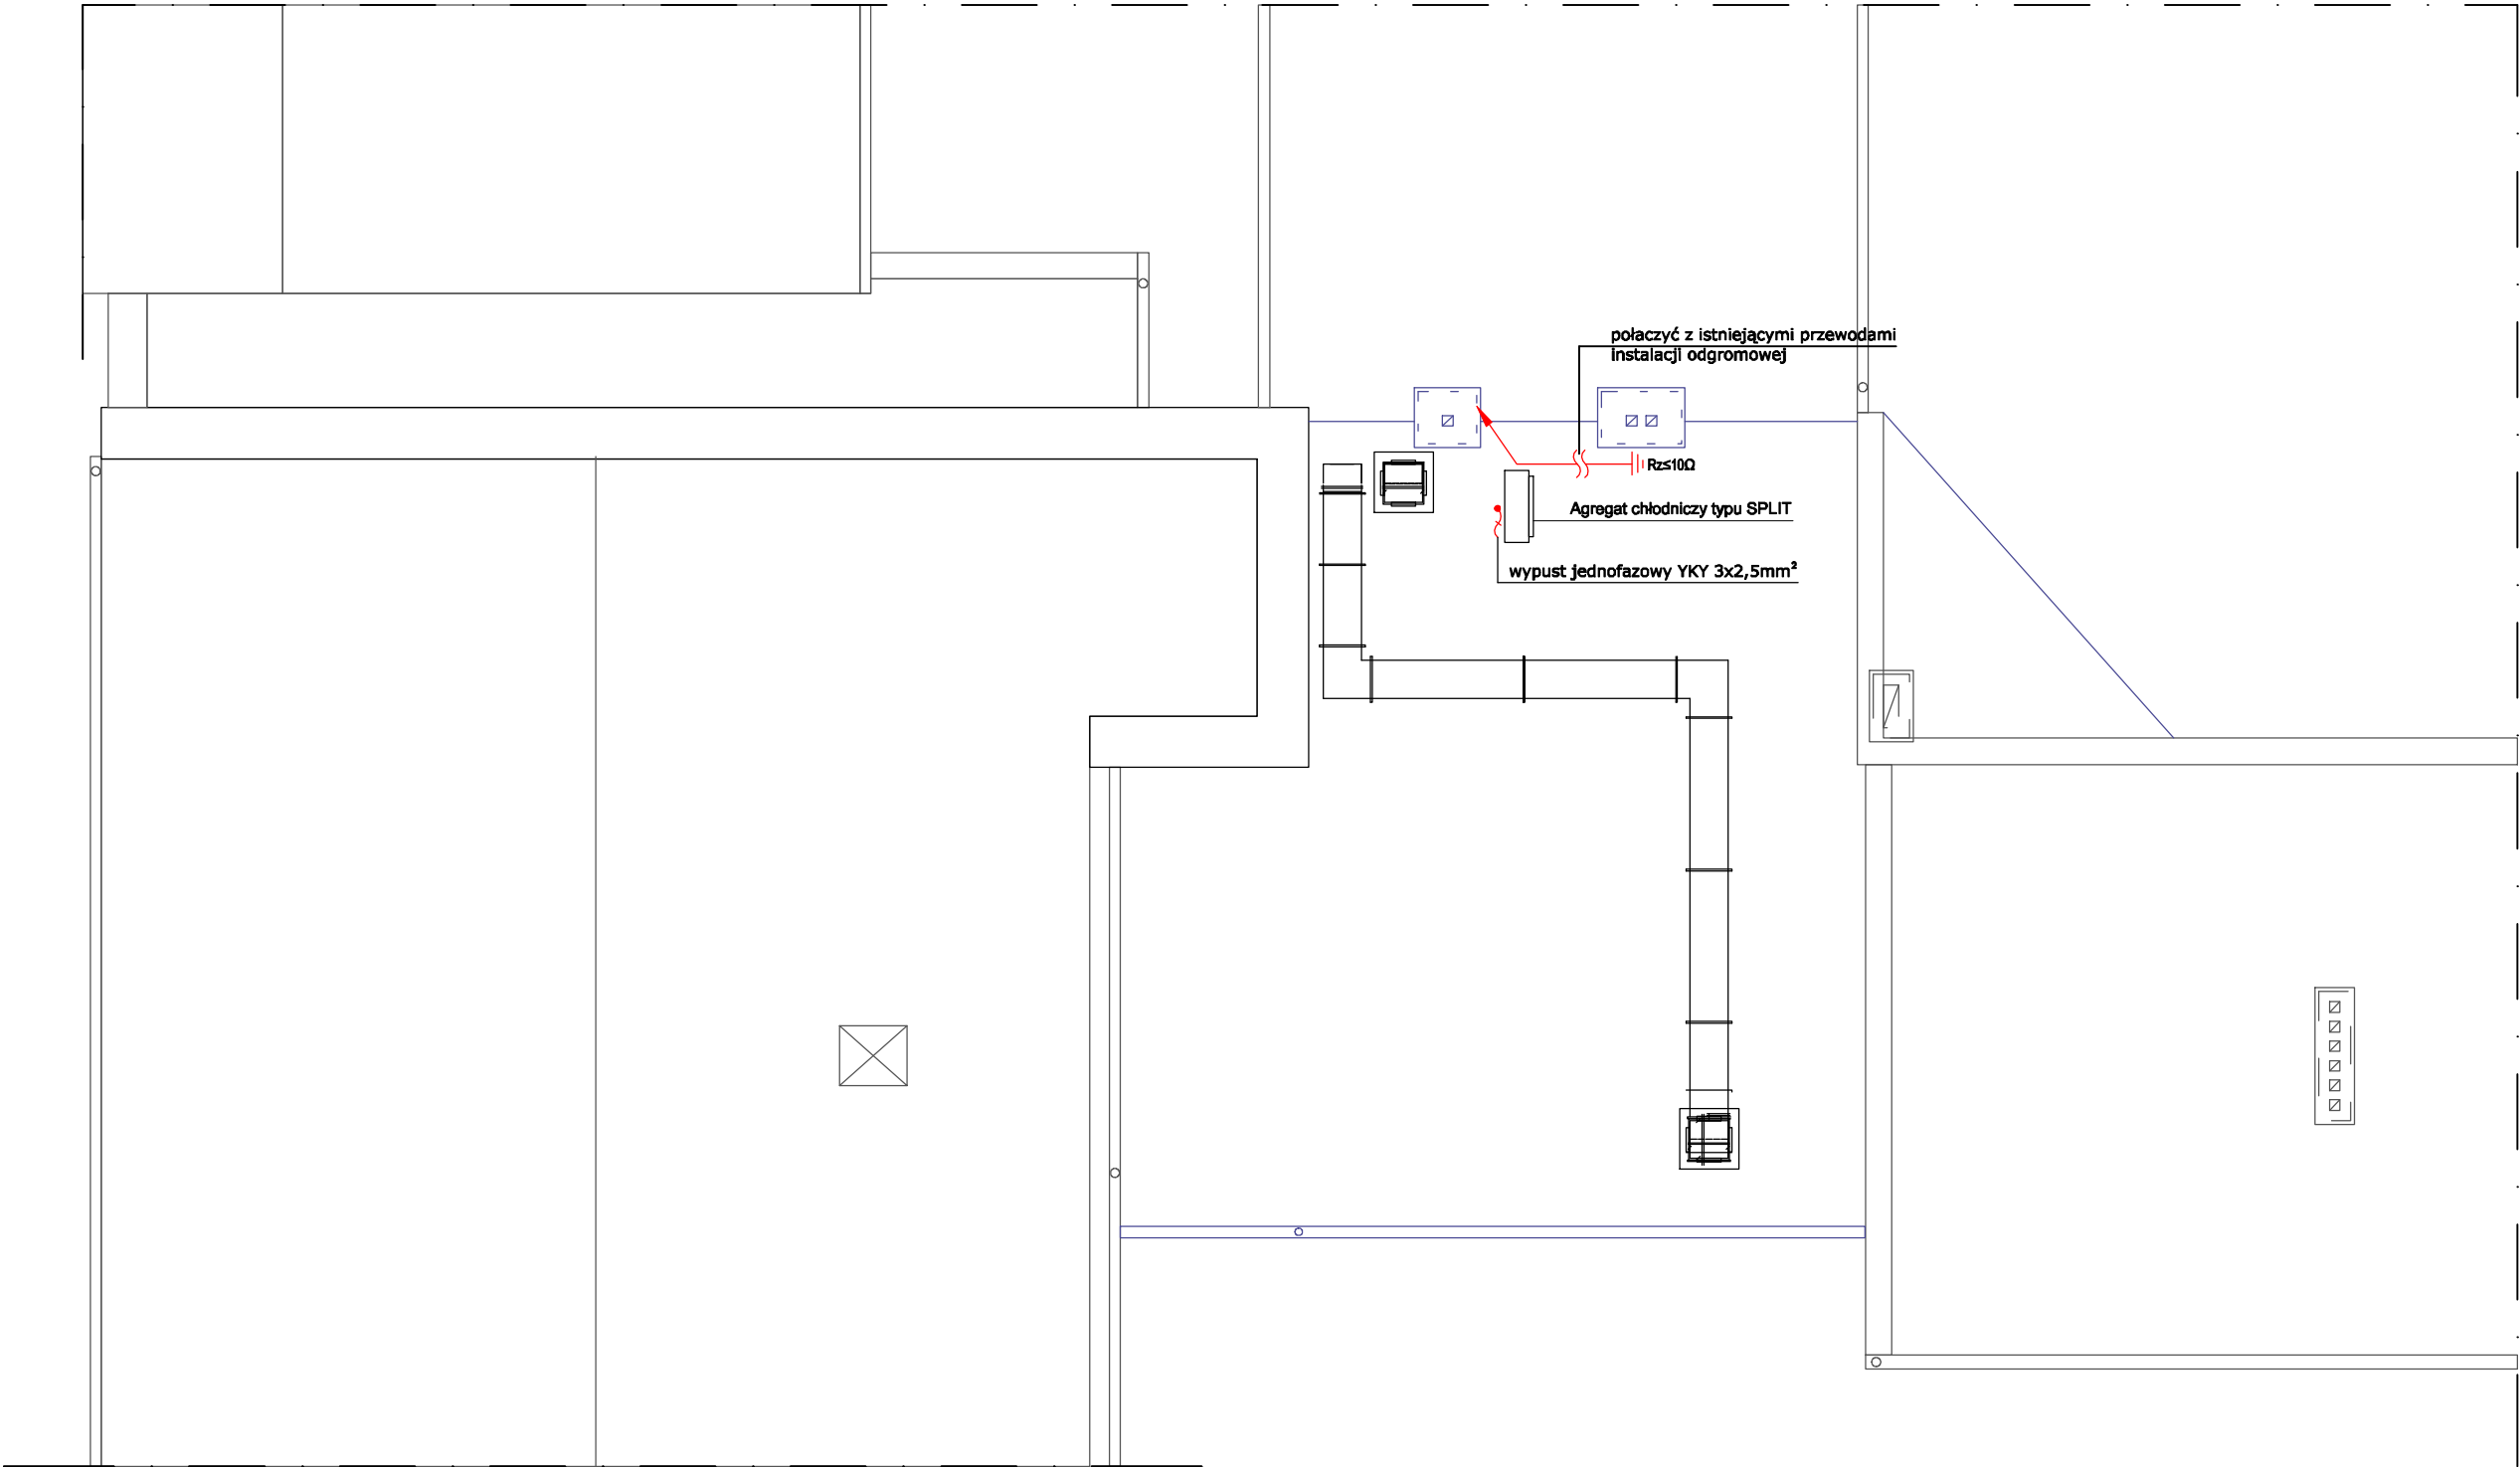 połaczyć z istniejącymi przewodami
instalacji odgromowej
Rz≤10Ω
Agregat chłodniczy typu SPLIT
wypust jednofazowy YKY 3x2,5mm²